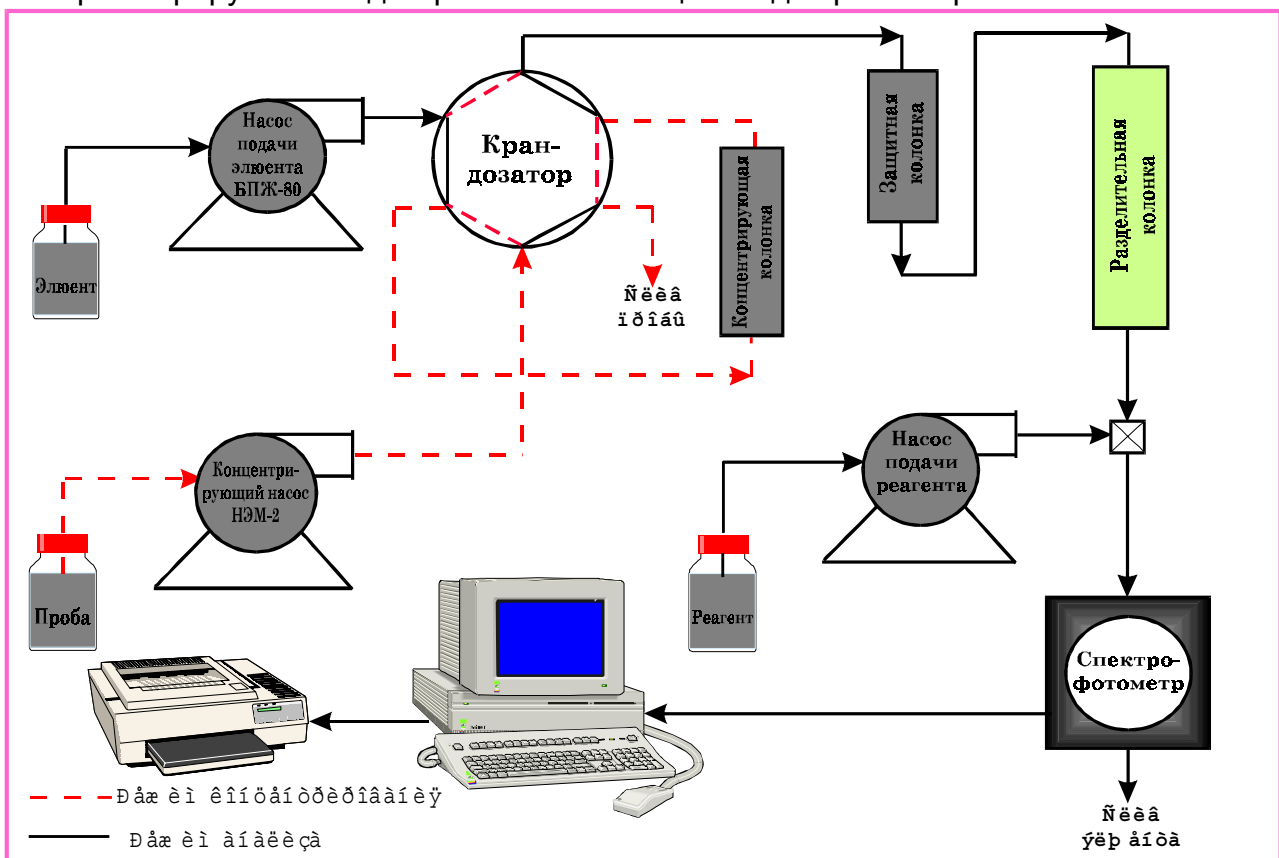 Насос
подачи
элюента
БПЖ-80
Кран-
дозатор
Защитная
колонка
Разделительная
колонка
Концентрирующая
колонка
Элюент
Ñëèâ
ïðîáû
Насос
подачи
реагента
Концентри-
рующий насос
НЭМ-2
Проба
Реагент
Спектро-
фотометр
Ðåæèì êîíöåíòðèðîâàíèÿ
Ðåæèì àíàëèçà
Ñëèâ
ýëþåíòà